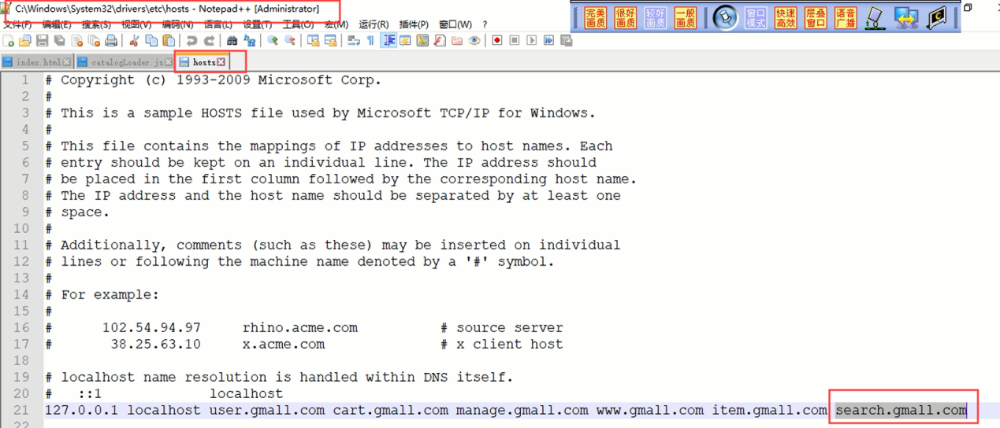 C:\Windows\System32\drivers\etc\hosts - Notepad++ [Administrator]
完美画质 很好画质 较好画质 一般画质 窗口模式 快速高效 层叠窗口 语音广播
文件(F) 编辑(E) 搜索(S) 视图(V) 编码(N) 语言(L) 设置(T) 工具(O) 宏(M) 运行(R) 插件(P) 窗口(W) ?
index.html catalogLoader.js hosts
1 # Copyright (c) 1993-2009 Microsoft Corp.
2 #
3 # This is a sample HOSTS file used by Microsoft TCP/IP for Windows.
4 #
5 # This file contains the mappings of IP addresses to host names. Each
6 # entry should be kept on an individual line. The IP address should
7 # be placed in the first column followed by the corresponding host name.
8 # The IP address and the host name should be separated by at least one
9 # space.
10 #
11 # Additionally, comments (such as these) may be inserted on individual
12 # lines or following the machine name denoted by a '#' symbol.
13 #
14 # For example:
15 #
16 # 102.54.94.97 rhino.acme.com # source server
17 # 38.25.63.10 x.acme.com # x client host
18
19 # localhost name resolution is handled within DNS itself.
20 # ::1 localhost
21 127.0.0.1 localhost user.gmall.com cart.gmall.com manage.gmall.com www.gmall.com item.gmall.com search.gmall.com
22